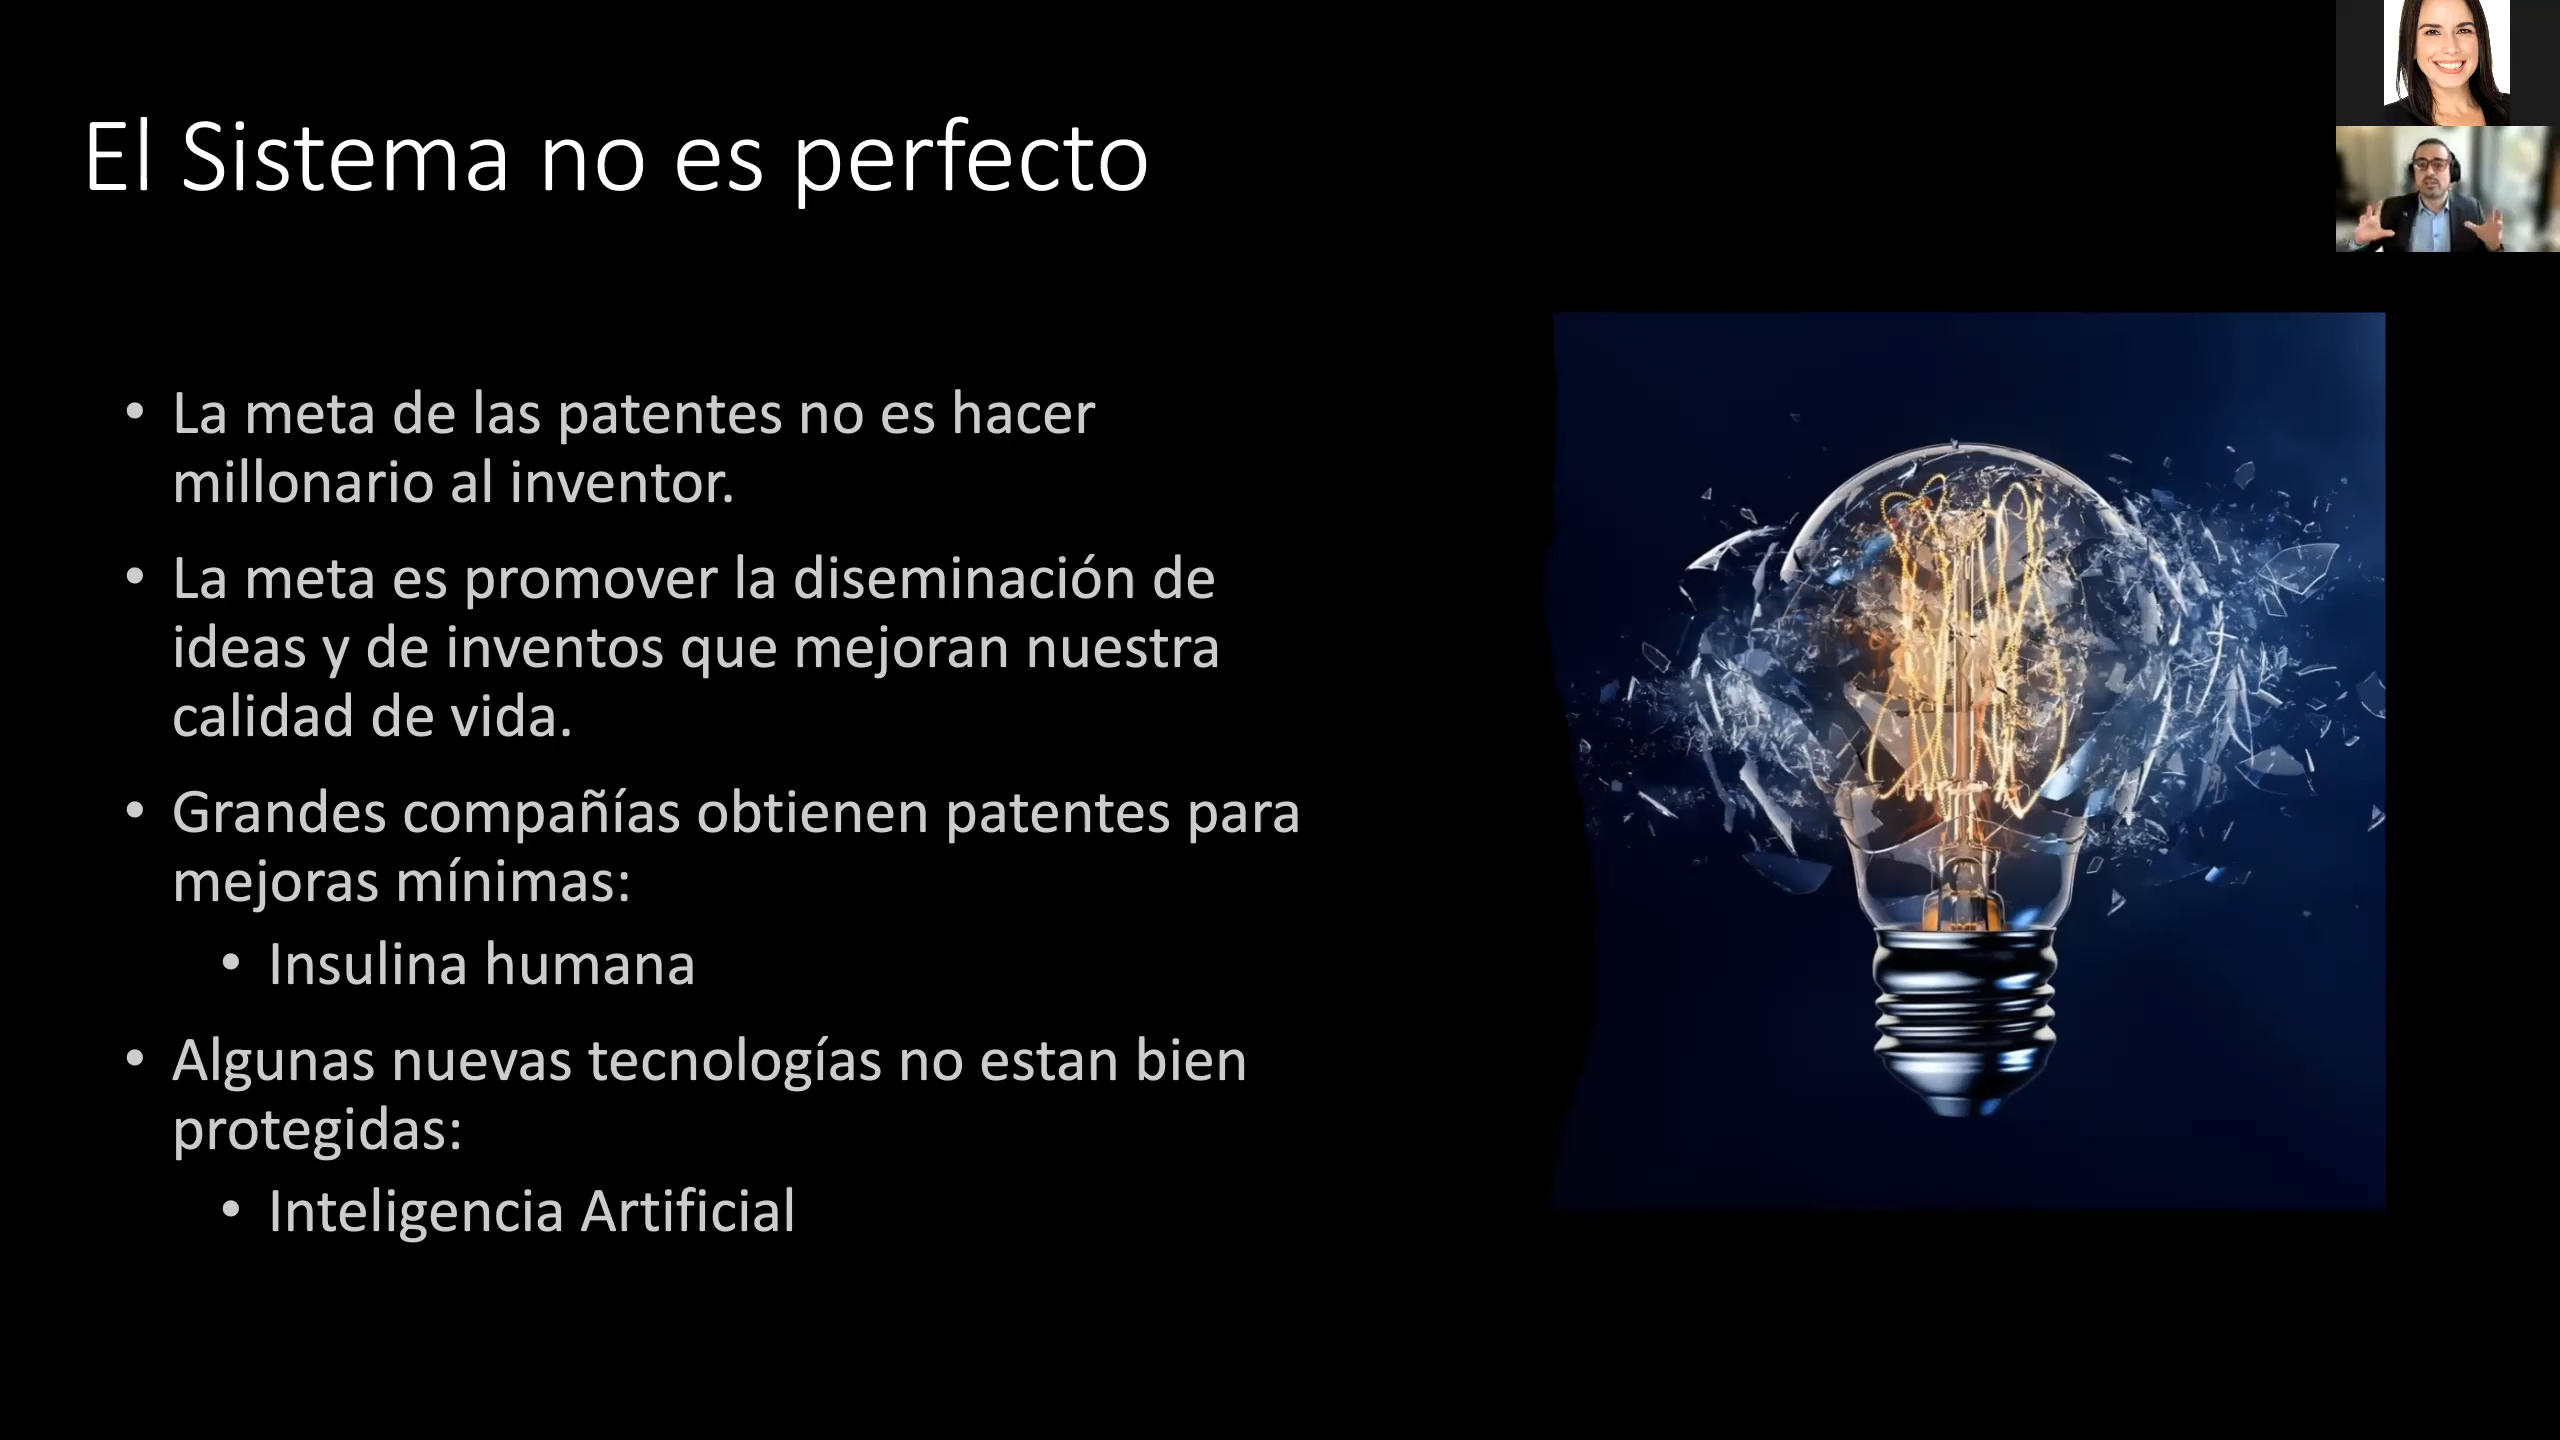 El Sistema no es perfecto
• La meta de las patentes no es hacer
millonario al inventor.
• La meta es promover la diseminación de
ideas y de inventos que mejoran nuestra
calidad de vida.
• Grandes compañías obtienen patentes para
mejoras mínimas:
• Insulina humana
• Algunas nuevas tecnologías no estan bien
protegidas:
• Inteligencia Artificial